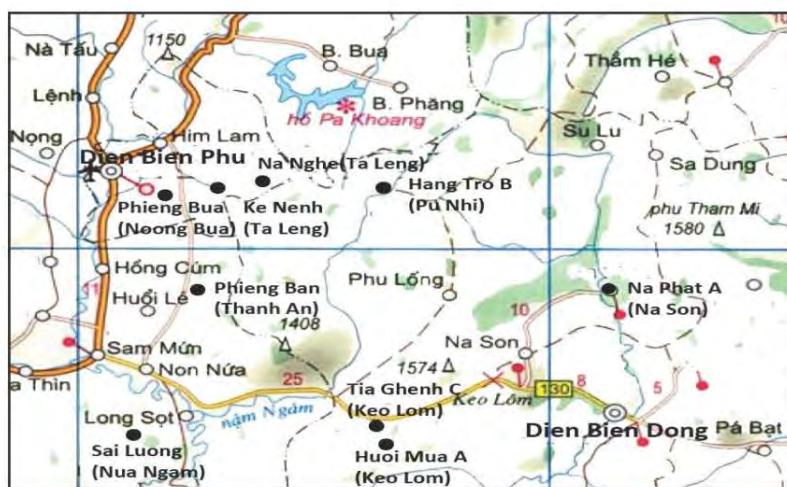 Nà Tấu
1150
B. Bua
Thẩm Hé
10
Lệnh
B. Phăng
hồ Pa Khoang
Nọng
Him Lam
Su Lu
Dien Bien Phu
Na Nghe (Ta Leng)
Sa Dung
Hang Tro B
(Pu Nhi)
Phieng Bua
(Noong Bua)
Ke Nenh
(Ta Leng)
phu Tham Mi
1580
Hồng Cúm
Phu Lống
11
Huổi Lé
Phieng Ban
(Thanh An)
Na Phat A
(Na Son)
10
1408
Na Son
Sam Mứn
1574
a Thìn
Non Nứa
25
Tia Ghenh C
(Keo Lom)
Keo Lôm
130
8
5
Long Sọt
nậm Ngám
Dien Bien Dong
Pá Bạt
Sai Luong
(Nua Ngam)
Huoi Mua A
(Keo Lom)